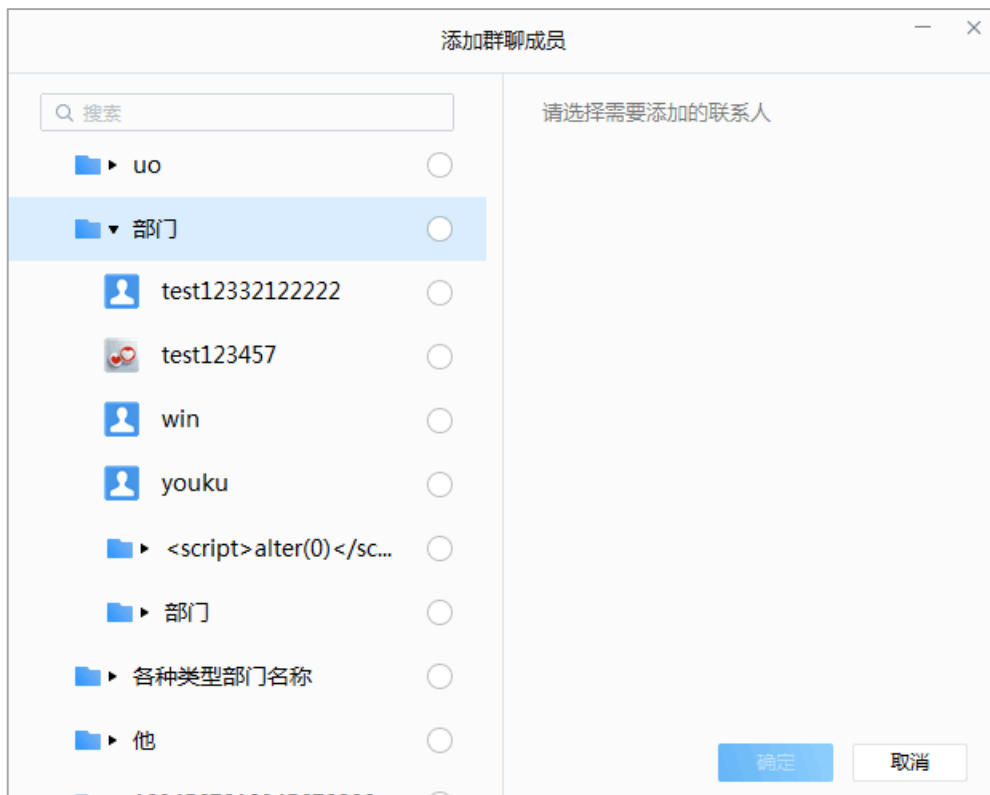 添加群聊成员
搜索
请选择需要添加的联系人
uo
部门
test12332122222
test123457
win
youku
<script>alter(0)</sc...
部门
各种类型部门名称
他
确定
取消